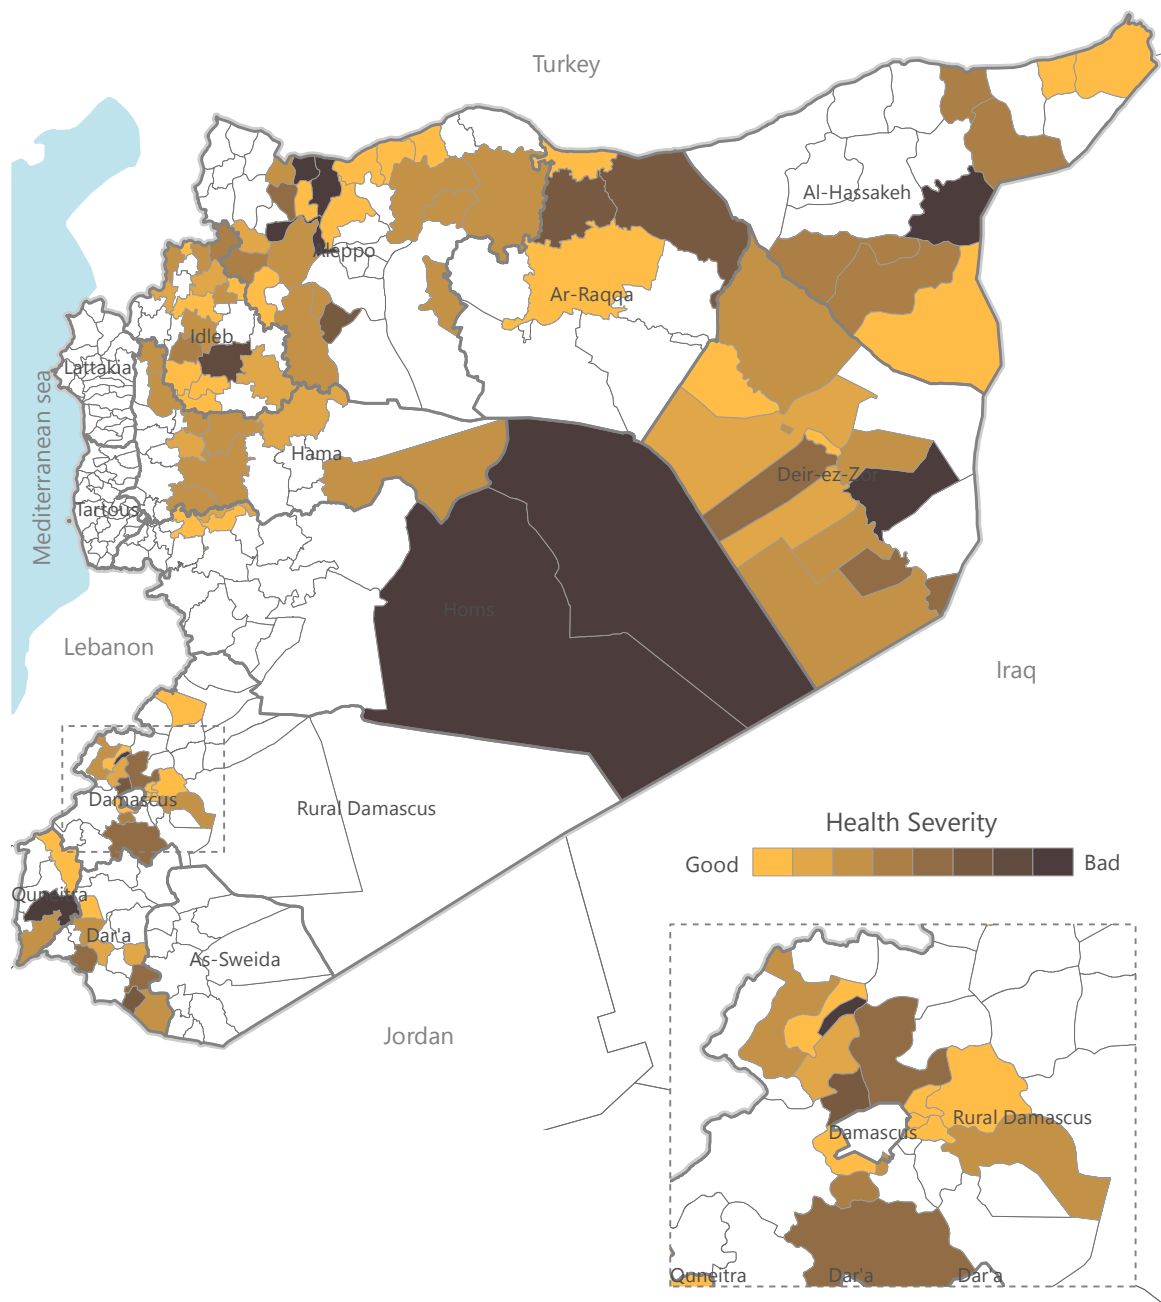 Turkey
Al-Hassakeh
Aleppo
Ar-Raqqa
Idleb
Lattakia
Mediterranean sea
Hama
Deir-ez-Zor
Tartous
Homs
Lebanon
Iraq
Damascus
Rural Damascus
Health Severity
Good
Bad
Quneitra
Dar'a
As-Sweida
Jordan
Rural Damascus
Damascus
Quneitra
Dar'a
Dar'a